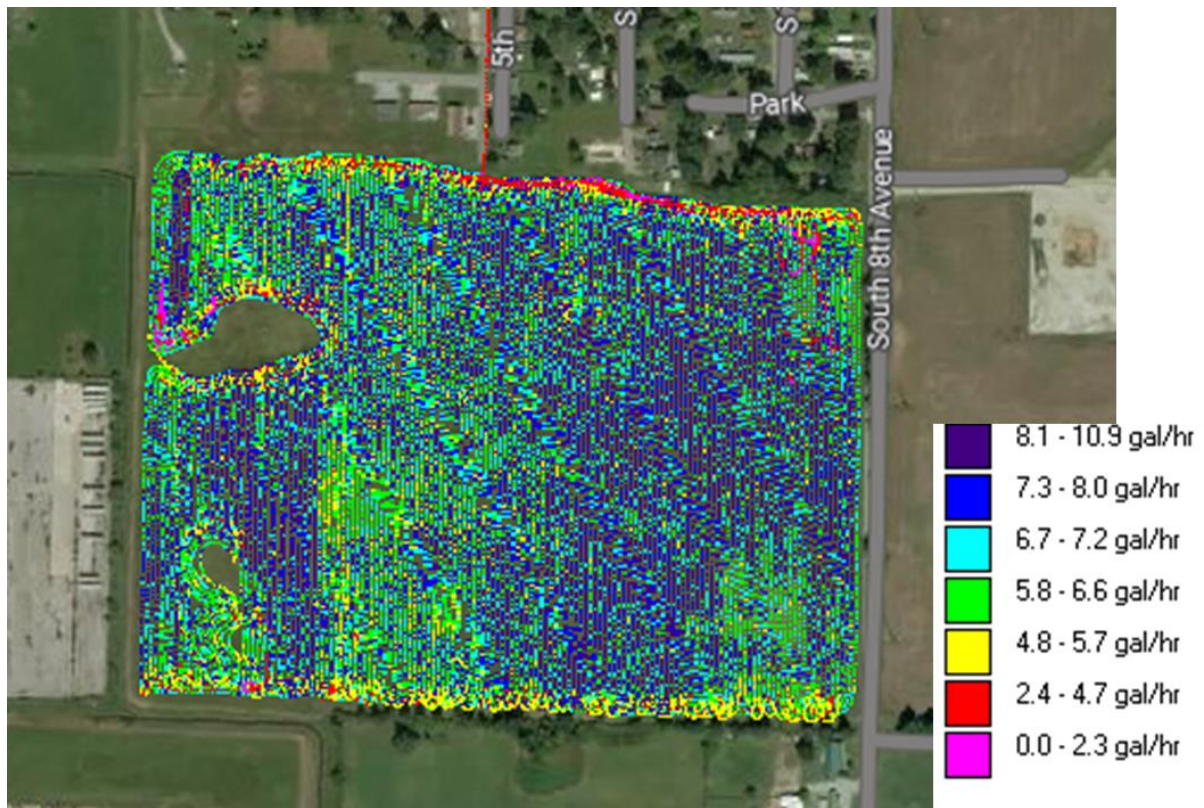 5th
S
S
Park
South 8th Avenue
8.1 - 10.9 gal/hr
7.3 - 8.0 gal/hr
6.7 - 7.2 gal/hr
5.8 - 6.6 gal/hr
4.8 - 5.7 gal/hr
2.4 - 4.7 gal/hr
0.0 - 2.3 gal/hr